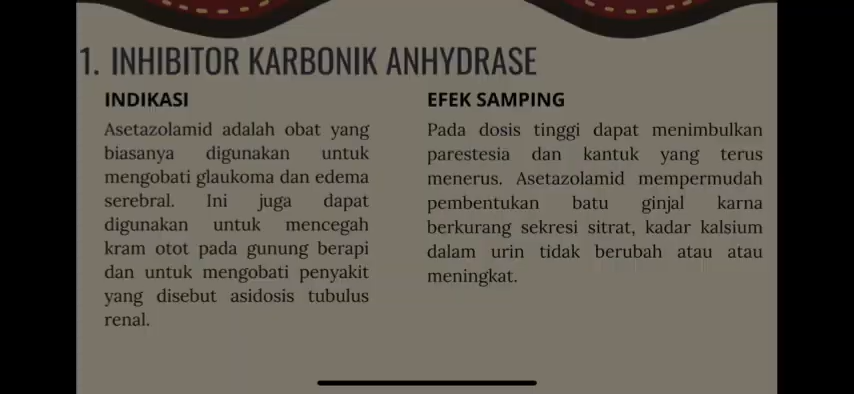 1. INHIBITOR KARBONIK ANHYDRASE
INDIKASI
Asetazolamid adalah obat yang
biasanya digunakan untuk
mengobati glaukoma dan edema
serebral. Ini juga dapat
digunakan untuk mencegah
kram otot pada gunung berapi
dan untuk mengobati penyakit
yang disebut asidosis tubulus
renal.
EFEK SAMPING
Pada dosis tinggi dapat menimbulkan
parestesia dan kantuk yang terus
menerus. Asetazolamid mempermudah
pembentukan batu ginjal karna
berkurang sekresi sitrat, kadar kalsium
dalam urin tidak berubah atau atau
meningkat.